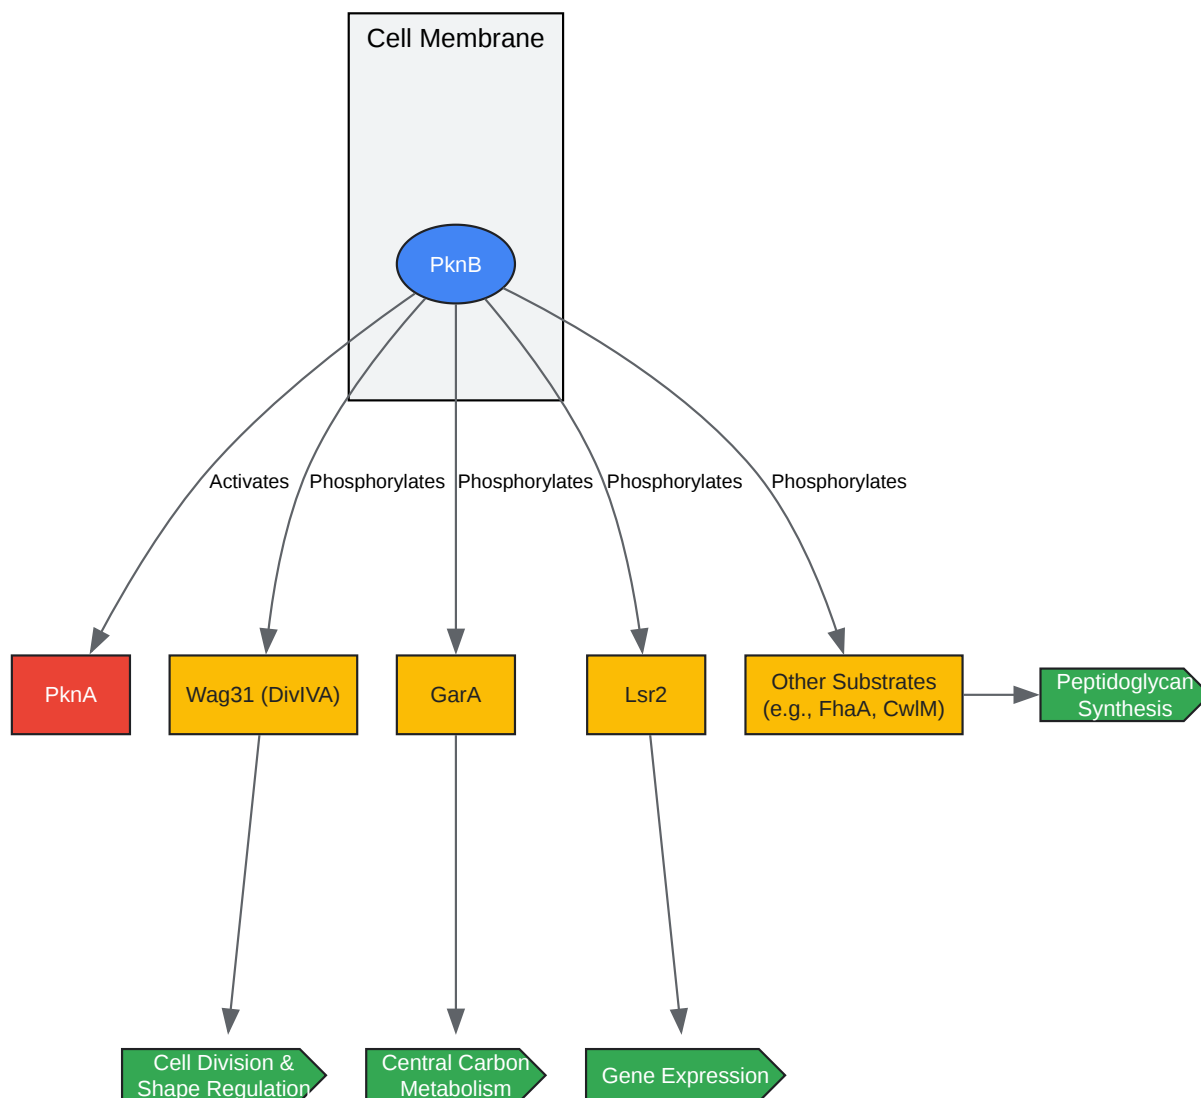 Cell Membrane
PknB
Activates
Phosphorylates
Phosphorylates
Phosphorylates
Phosphorylates
PknA
Wag31 (DivIVA)
GarA
Lsr2
Other Substrates
(e.g., FhaA, CwlM)
Peptidoglycan
Synthesis
Cell Division &
Shape Regulation
Central Carbon
Metabolism
Gene Expression